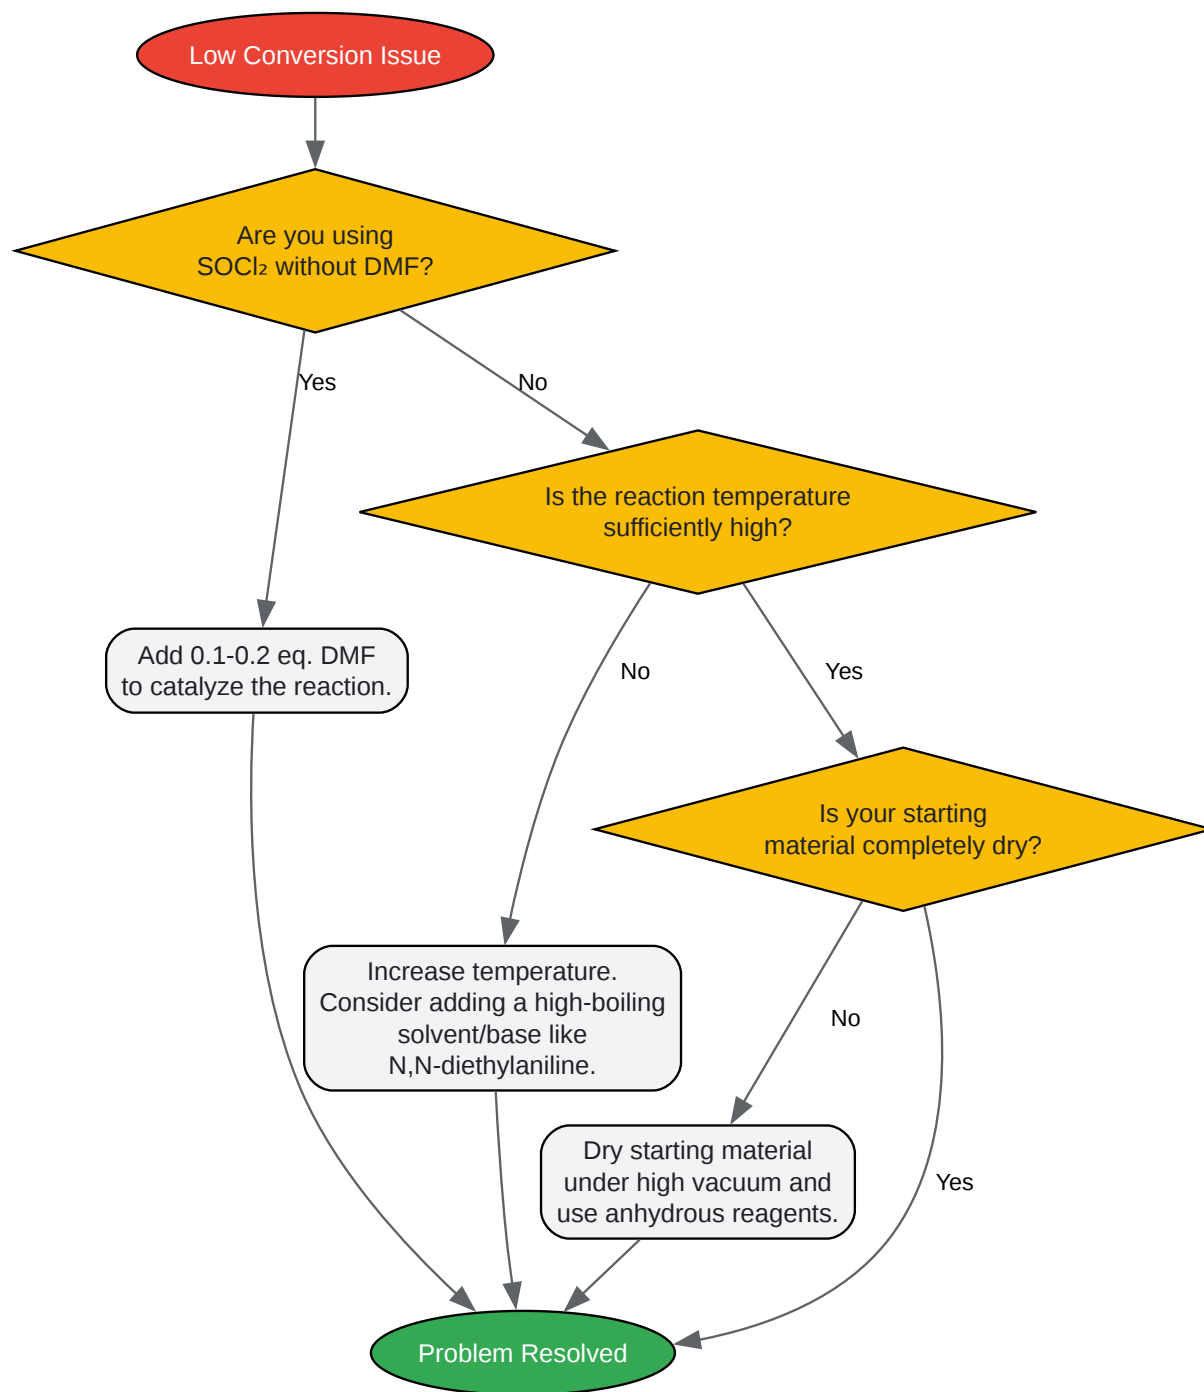 Low Conversion Issue
Are you using
SOCl₂ without DMF?
Yes
No
Is the reaction temperature
sufficiently high?
Add 0.1-0.2 eq. DMF
to catalyze the reaction.
No
Yes
Is your starting
material completely dry?
Increase temperature.
Consider adding a high-boiling
solvent/base like
N,N-diethylaniline.
No
Dry starting material
under high vacuum and
use anhydrous reagents.
Yes
Problem Resolved